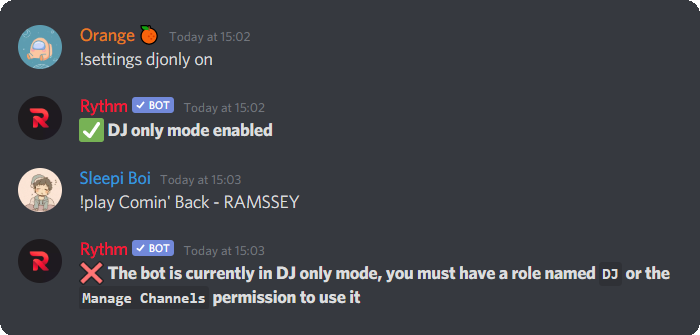 Orange 🍊 Today at 15:02
!settings djonly on
Rythm ✓ BOT Today at 15:02
✅ DJ only mode enabled
Sleepi Boi Today at 15:03
!play Comin' Back - RAMSSEY
Rythm ✓ BOT Today at 15:03
❌ The bot is currently in DJ only mode, you must have a role named DJ or the
Manage Channels permission to use it